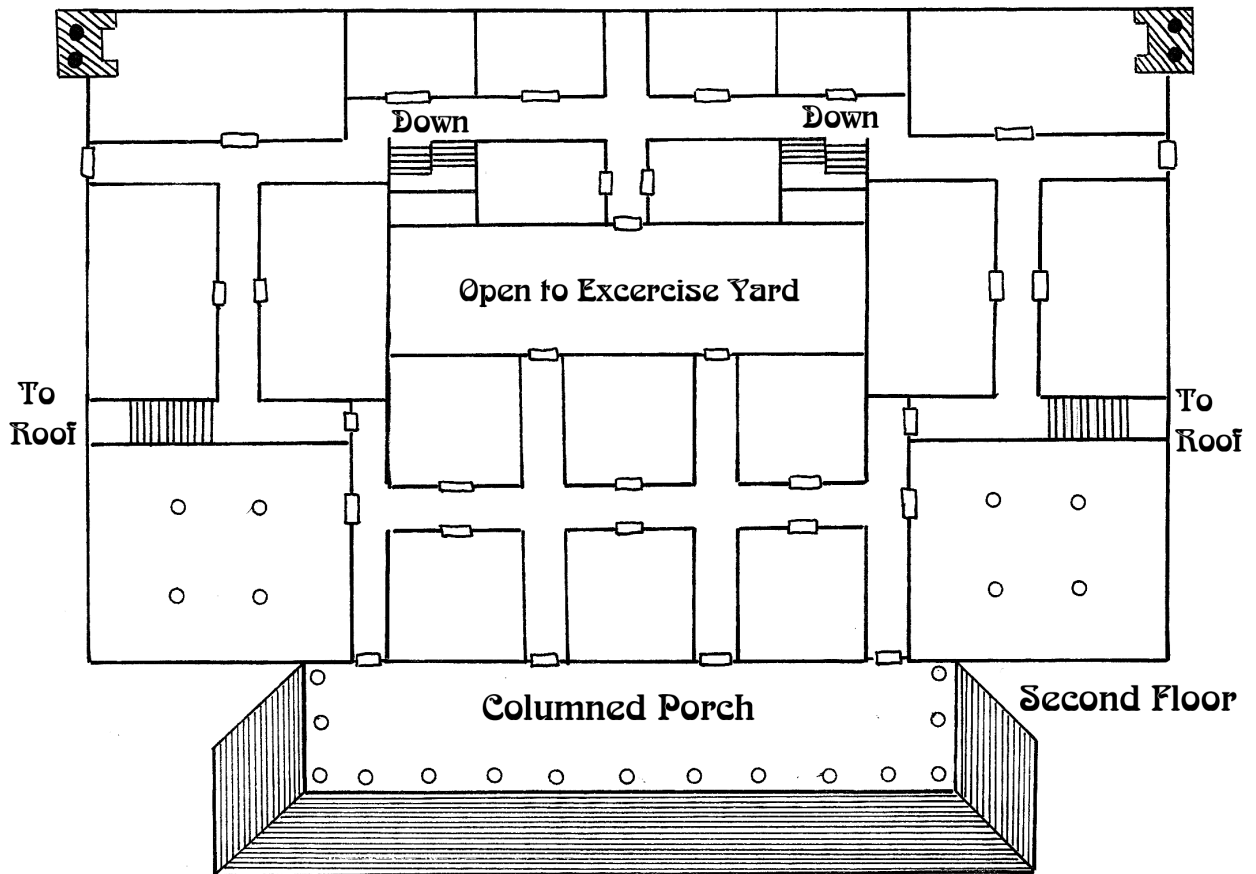 Down
Down
Open to Excercise Yard
To
Roof
To
Roof
Columned Porch
Second Floor